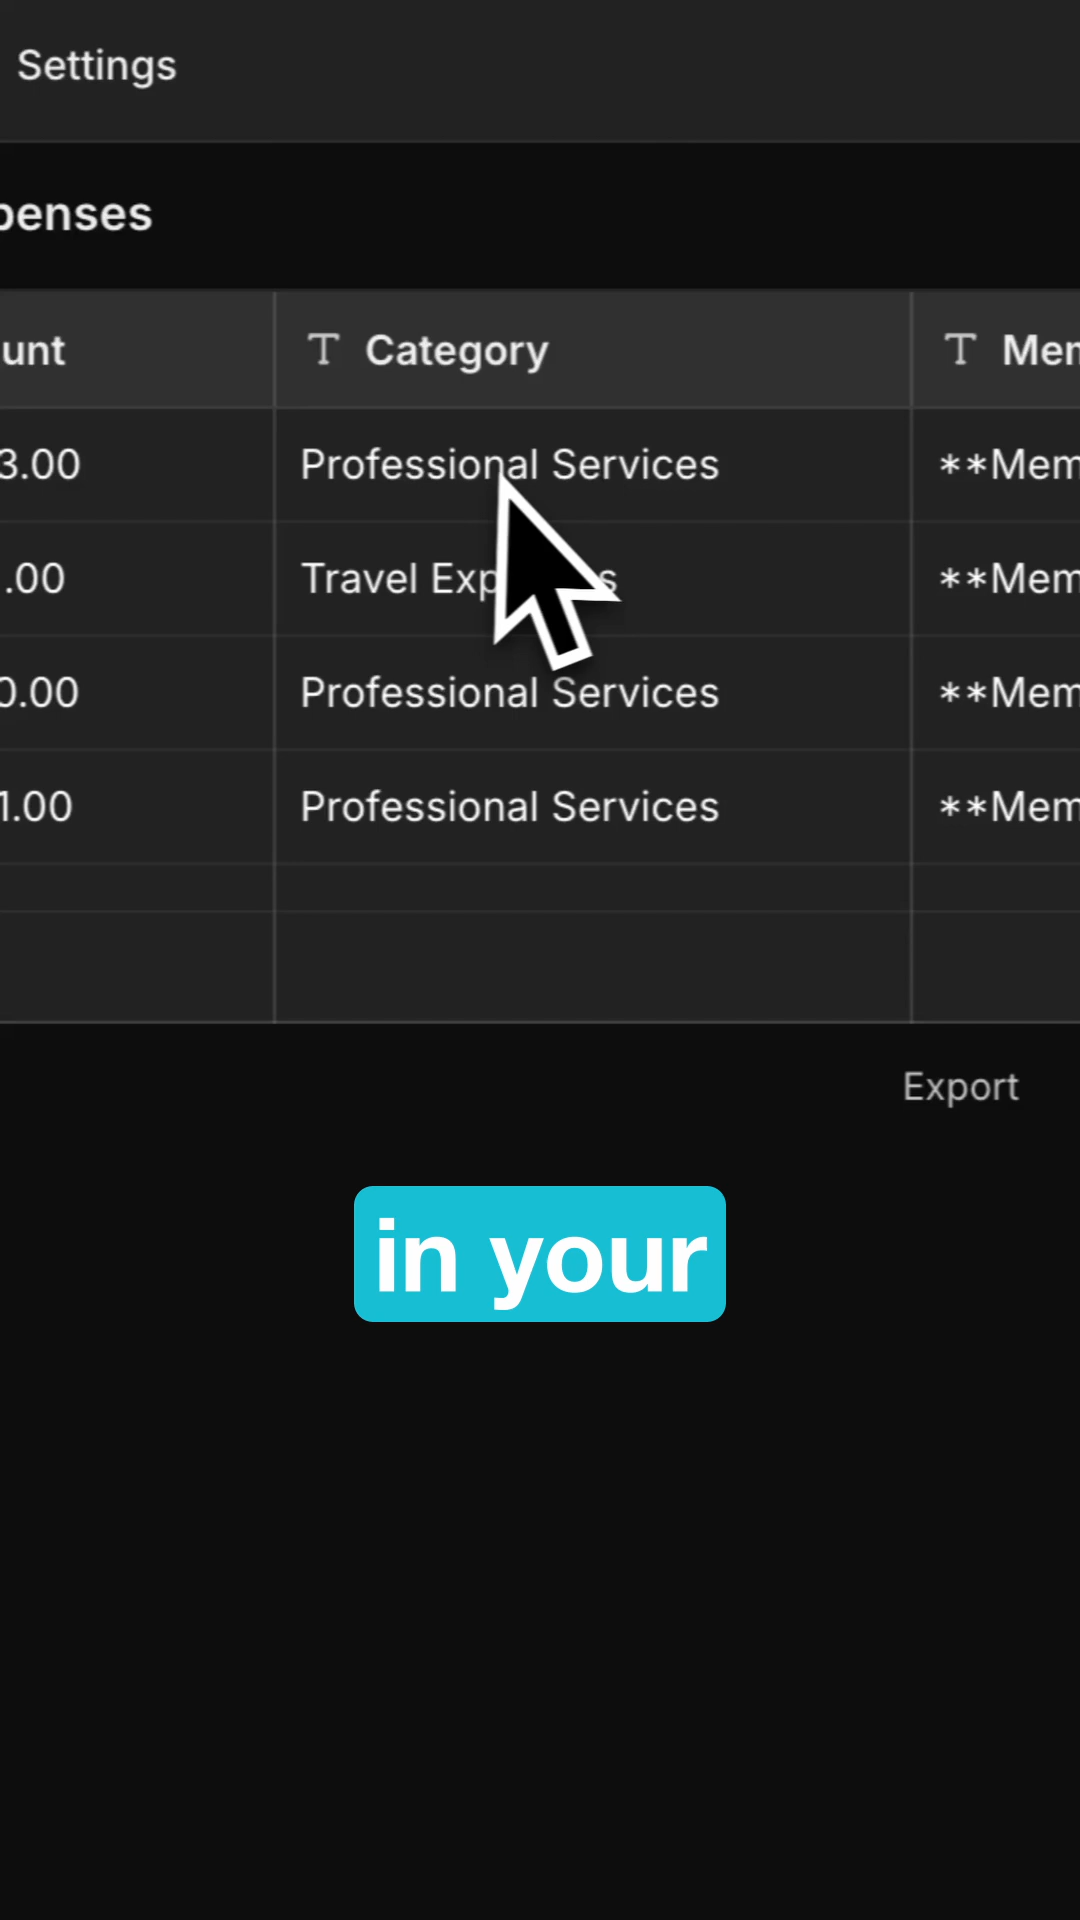 Settings
penses
unt Category Mem
3.00 Professional Services **Mem
.00 Travel Exp s **Mem
0.00 Professional Services **Mem
1.00 Professional Services **Mem
Export
in your